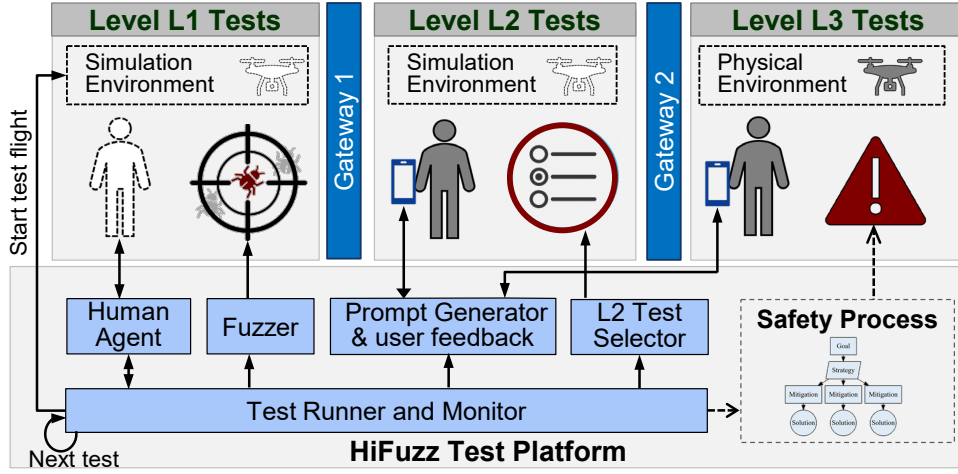 Level L1 Tests
Level L2 Tests
Level L3 Tests
Simulation
Environment
Simulation
Environment
Physical
Environment
Gateway 1
Gateway 2
Start test flight
Human
Agent
Fuzzer
Prompt Generator
& user feedback
L2 Test
Selector
Safety Process
Goal
Strategy
Mitigation
Mitigation
Mitigation
Solution
Solution
Solution
Test Runner and Monitor
Next test
HiFuzz Test Platform